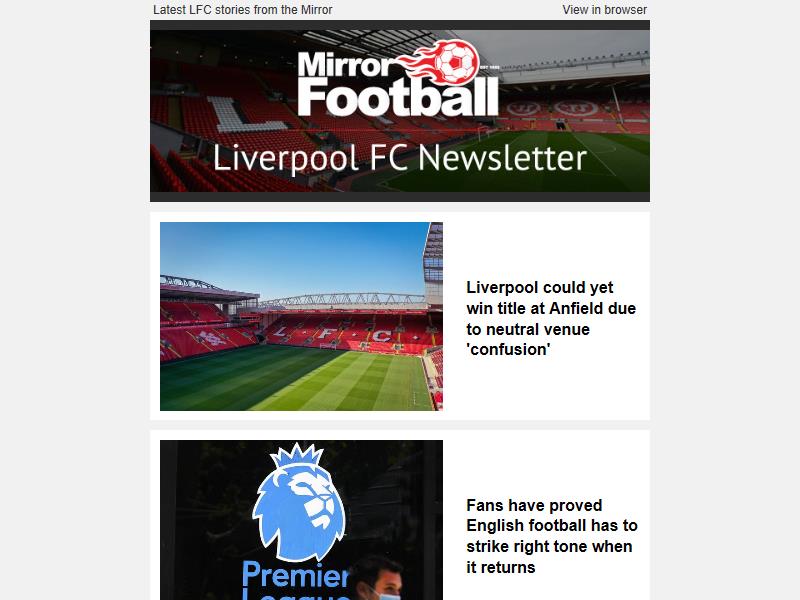 Latest LFC stories from the Mirror
View in browser
Mirror
Football
Liverpool FC Newsletter
L F C
Liverpool could yet
win title at Anfield due
to neutral venue
'confusion'
Premier
League
Fans have proved
English football has to
strike right tone when
it returns